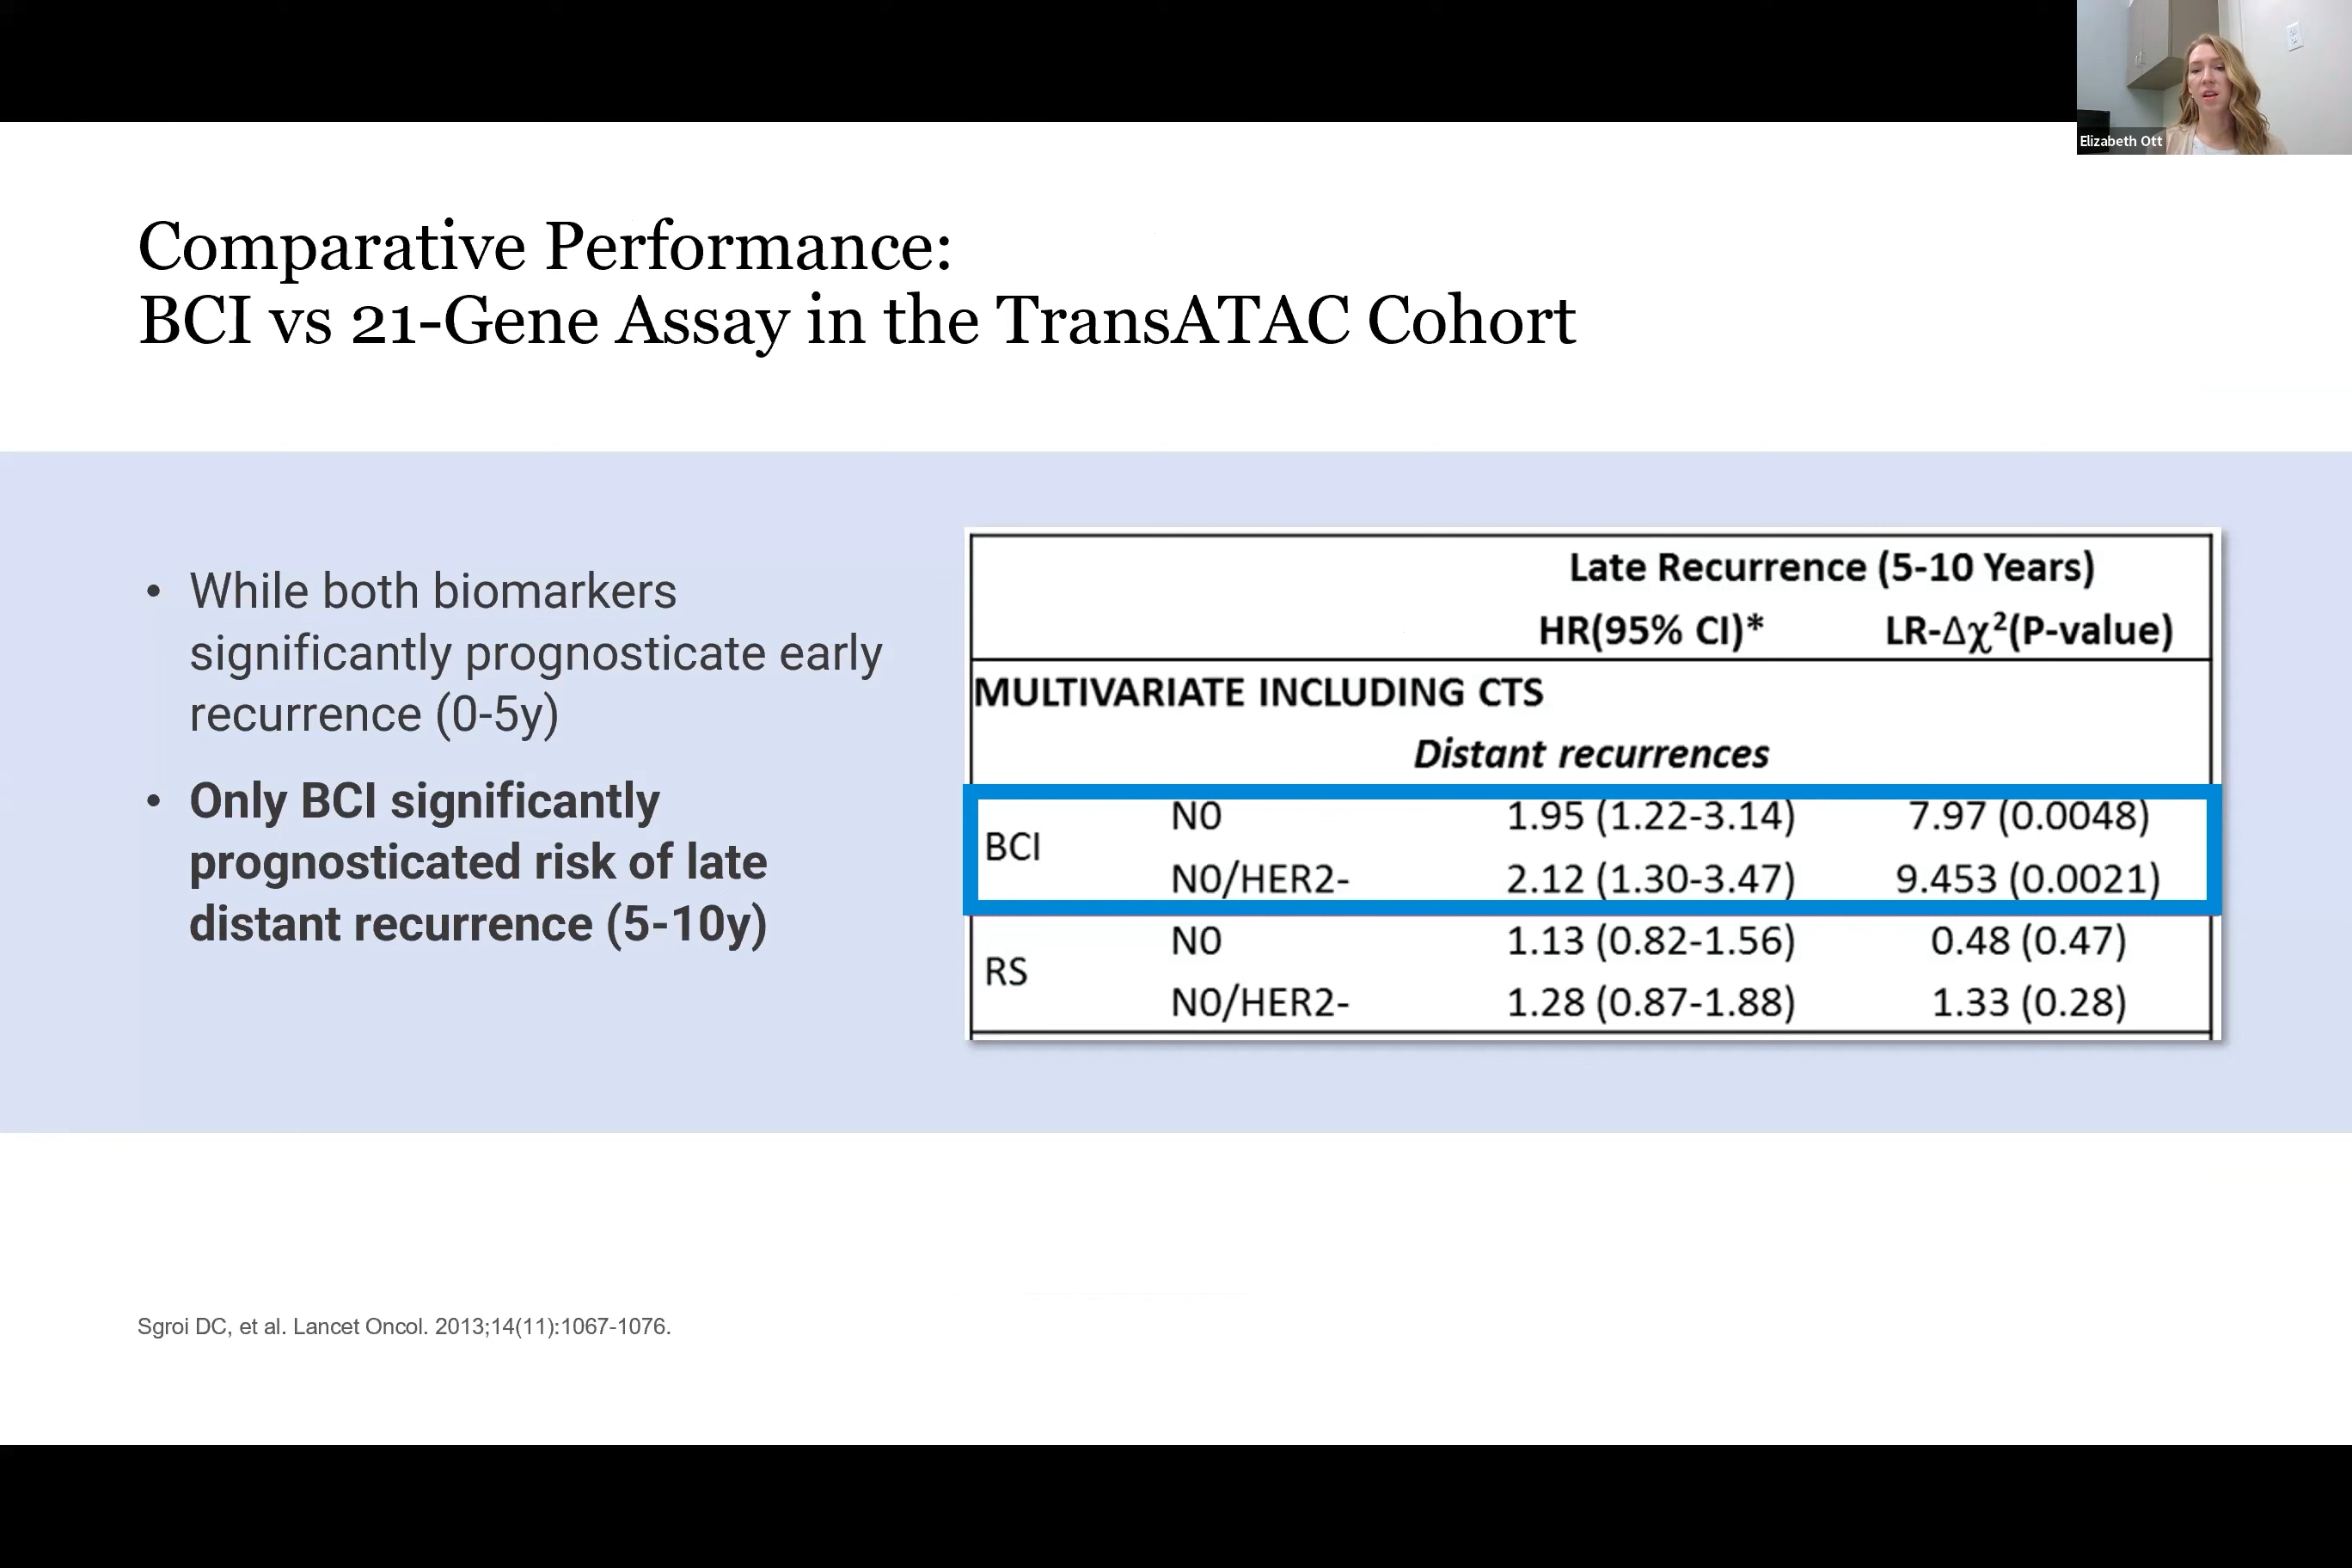 Elizabeth Ott
Comparative Performance:
BCI vs 21-Gene Assay in the TransATAC Cohort
• While both biomarkers
significantly prognosticate early
recurrence (0-5y)
• Only BCI significantly
prognosticated risk of late
distant recurrence (5-10y)
Late Recurrence (5-10 Years)
HR(95% CI)* LR-Δχ²(P-value)
MULTIVARIATE INCLUDING CTS
Distant recurrences
BCI
N0 1.95 (1.22-3.14) 7.97 (0.0048)
N0/HER2- 2.12 (1.30-3.47) 9.453 (0.0021)
RS
N0 1.13 (0.82-1.56) 0.48 (0.47)
N0/HER2- 1.28 (0.87-1.88) 1.33 (0.28)
Sgroi DC, et al. Lancet Oncol. 2013;14(11):1067-1076.